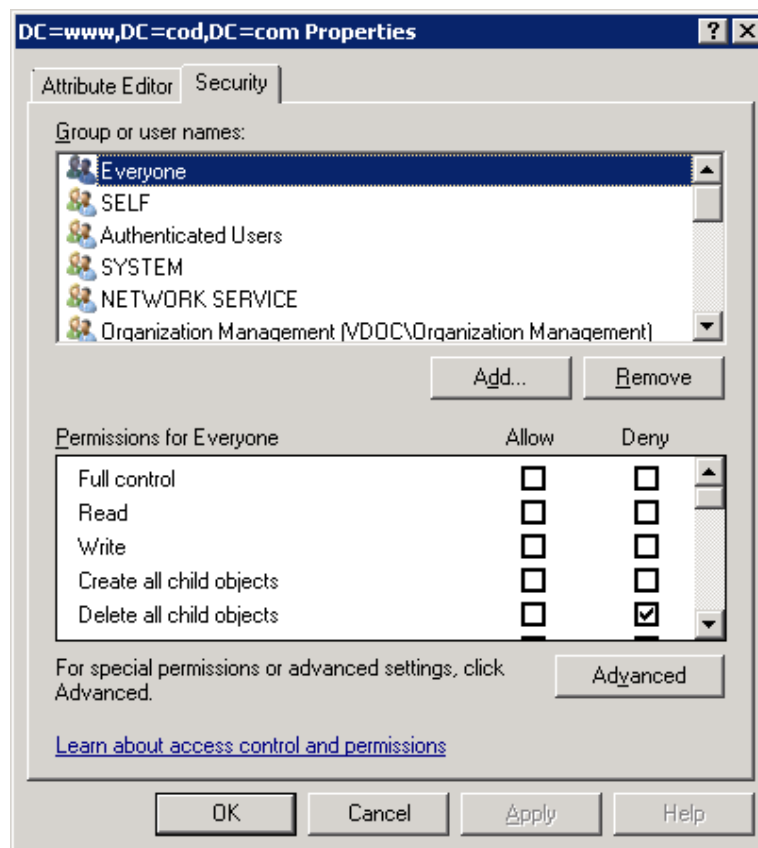 DC=www,DC=cod,DC=com Properties
Attribute Editor Security
Group or user names:
Everyone
SELF
Authenticated Users
SYSTEM
NETWORK SERVICE
Organization Management (VDOC\Organization Management)
Add... Remove
Permissions for Everyone Allow Deny
Full control
Read
Write
Create all child objects
Delete all child objects
For special permissions or advanced settings, click
Advanced.
Advanced
Learn about access control and permissions
OK Cancel Apply Help